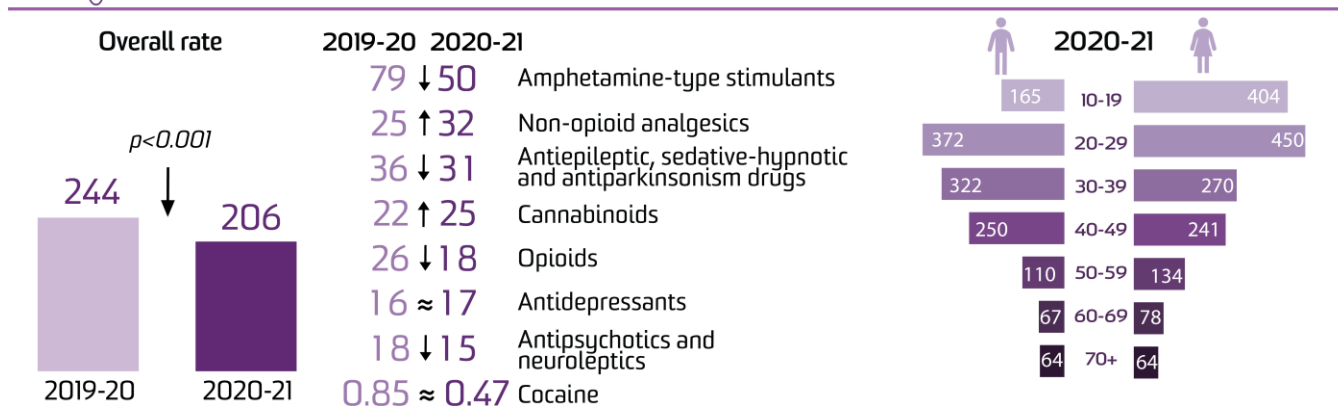 Overall rate
p<0.001
244
206
2019-20
2020-21
2019-20 2020-21
79 ↓ 50 Amphetamine-type stimulants
25 ↑ 32 Non-opioid analgesics
36 ↓ 31 Antiepileptic, sedative-hypnotic
and antiparkinsonism drugs
22 ↑ 25 Cannabinoids
26 ↓ 18 Opioids
16 ≈ 17 Antidepressants
18 ↓ 15 Antipsychotics and
neuroleptics
0.85 ≈ 0.47 Cocaine
2020-21
165 10-19 404
372 20-29 450
322 30-39 270
250 40-49 241
110 50-59 134
67 60-69 78
64 70+ 64